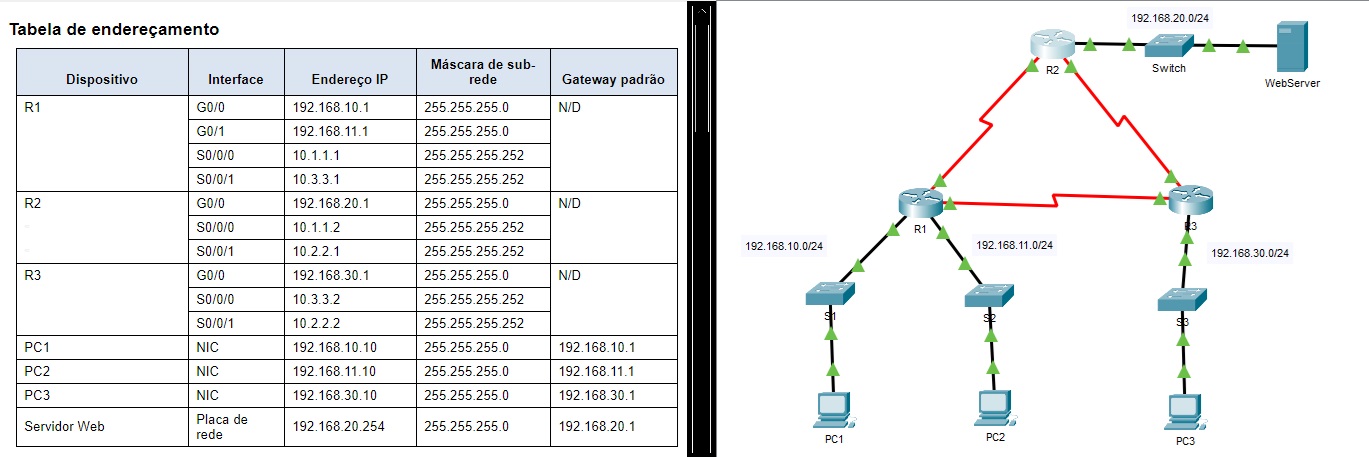 Tabela de endereçamento
Dispositivo Interface Endereço IP Máscara de sub-rede Gateway padrão
R1 G0/0 192.168.10.1 255.255.255.0 N/D
G0/1 192.168.11.1 255.255.255.0
S0/0/0 10.1.1.1 255.255.255.252
S0/0/1 10.3.3.1 255.255.255.252
R2 G0/0 192.168.20.1 255.255.255.0 N/D
S0/0/0 10.1.1.2 255.255.255.252
S0/0/1 10.2.2.1 255.255.255.252
R3 G0/0 192.168.30.1 255.255.255.0 N/D
S0/0/0 10.3.3.2 255.255.255.252
S0/0/1 10.2.2.2 255.255.255.252
PC1 NIC 192.168.10.10 255.255.255.0 192.168.10.1
PC2 NIC 192.168.11.10 255.255.255.0 192.168.11.1
PC3 NIC 192.168.30.10 255.255.255.0 192.168.30.1
Servidor Web Placa de rede 192.168.20.254 255.255.255.0 192.168.20.1
192.168.20.0/24
R2
Switch
WebServer
R1
R3
192.168.10.0/24
192.168.11.0/24
192.168.30.0/24
S1
S2
S3
PC1
PC2
PC3